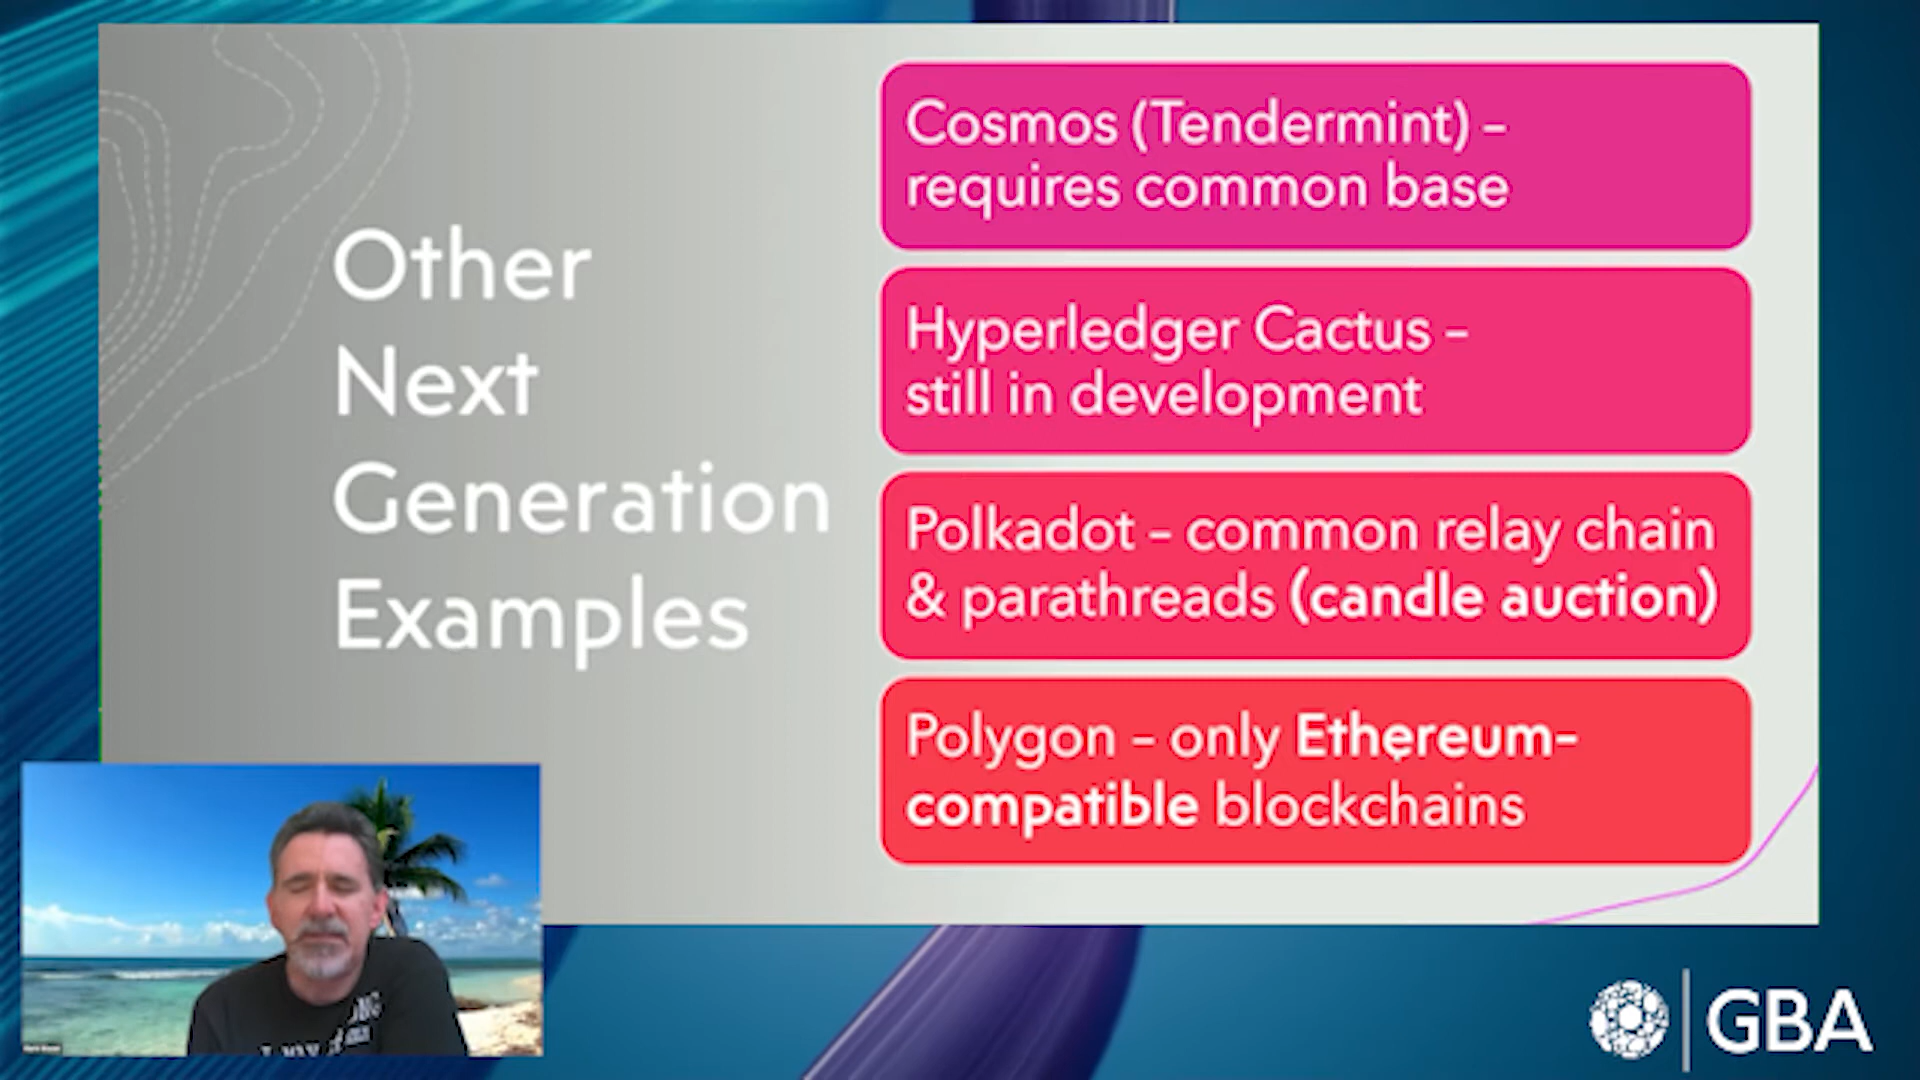 Other
Next
Generation
Examples
Cosmos (Tendermint) –
requires common base
Hyperledger Cactus –
still in development
Polkadot – common relay chain
& parathreads (candle auction)
Polygon – only Ethereum-
compatible blockchains
GBA